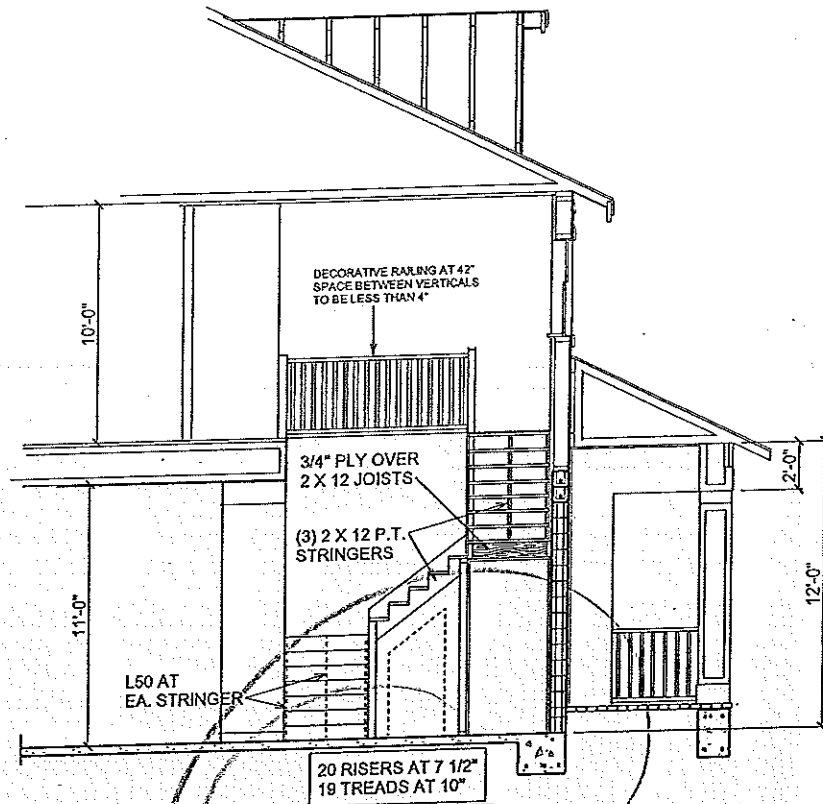 DECORATIVE RAILING AT 42"
SPACE BETWEEN VERTICALS
TO BE LESS THAN 4"
10'-0"
3/4" PLY OVER
2 X 12 JOISTS
2'-0"
(3) 2 X 12 P.T.
STRINGERS
11'-0"
12'-0"
L50 AT
EA. STRINGER
20 RISERS AT 7 1/2"
19 TREADS AT 10"